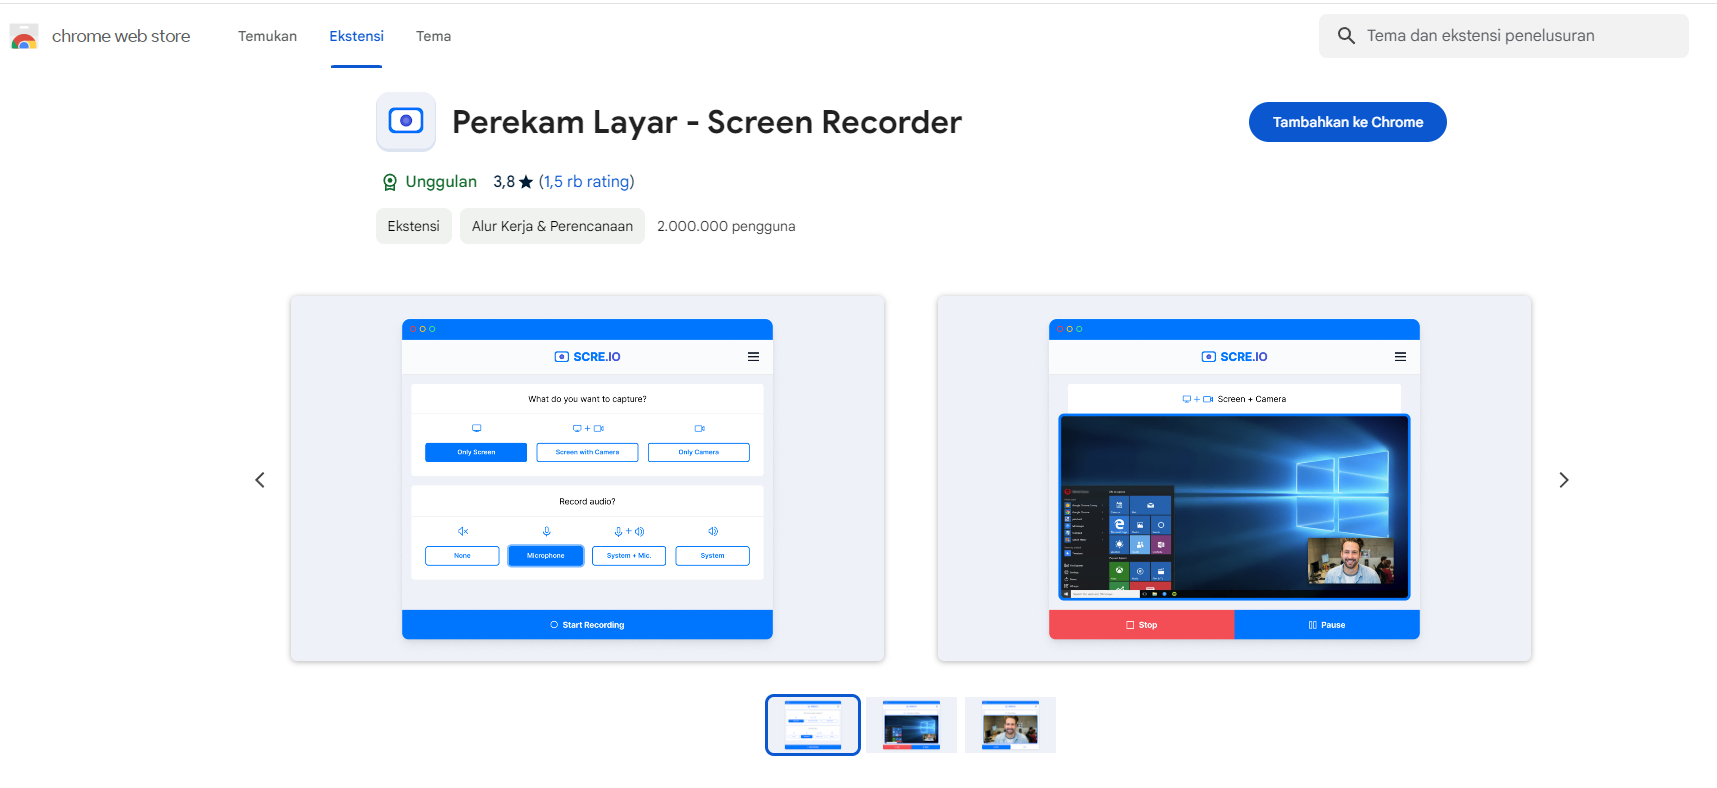 chrome web store
Temukan
Ekstensi
Tema
Tema dan ekstensi penelusuran
Perekam Layar - Screen Recorder
Tambahkan ke Chrome
Unggulan 3,8 ★ (1,5 rb rating)
Ekstensi
Alur Kerja & Perencanaan
2.000.000 pengguna
SCRE.IO
What do you want to capture?
Only Screen
Screen with Camera
Only Camera
Record audio?
None
Microphone
System + Mic.
System
Start Recording
SCRE.IO
Screen + Camera
Stop
Pause